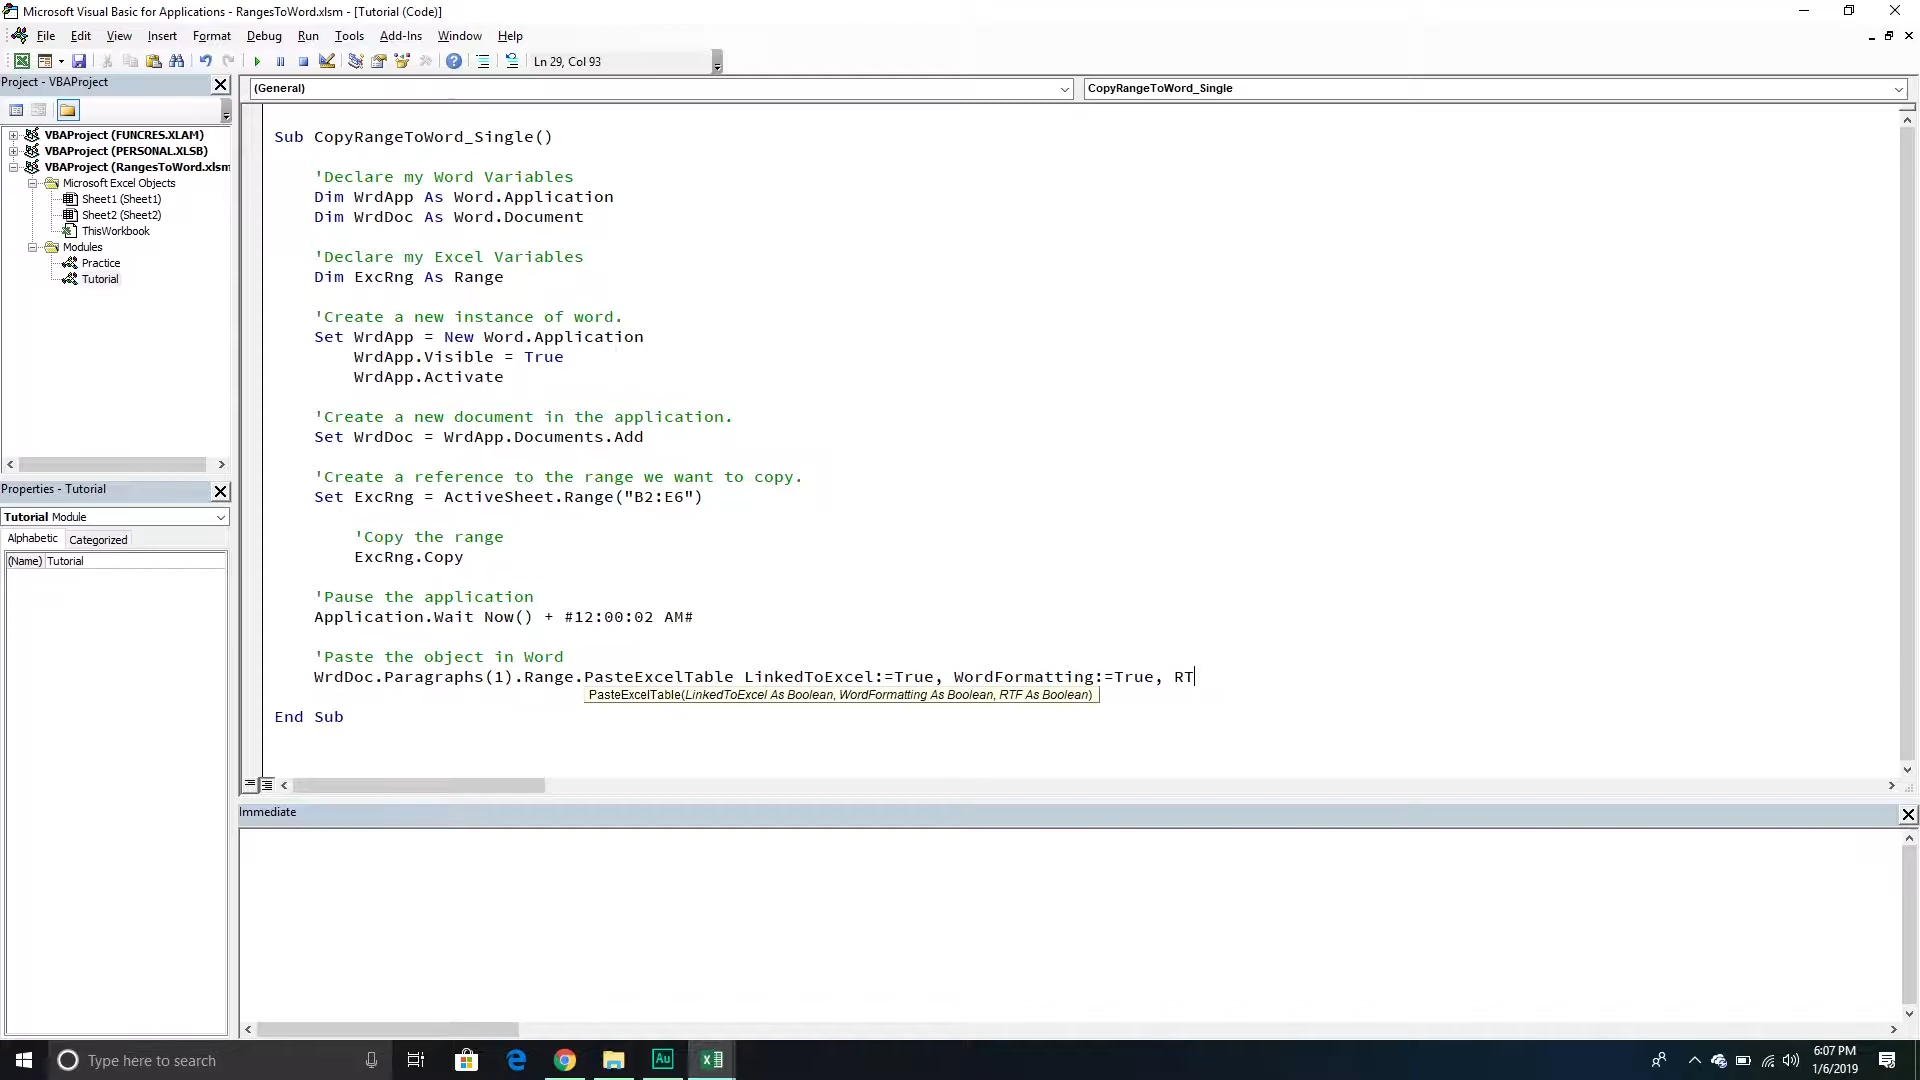 Microsoft Visual Basic for Applications - RangesToWord.xlsm - [Tutorial (Code)]
File Edit View Insert Format Debug Run Tools Add-Ins Window Help
Ln 29, Col 93
Project - VBAProject
(General)
CopyRangeToWord_Single
VBAProject (FUNCRES.XLAM)
VBAProject (PERSONAL.XLSB)
VBAProject (RangesToWord.xlsm
Microsoft Excel Objects
Sheet1 (Sheet1)
Sheet2 (Sheet2)
ThisWorkbook
Modules
Practice
Tutorial
Properties - Tutorial
Tutorial Module
Alphabetic Categorized
(Name) Tutorial
Sub CopyRangeToWord_Single()
'Declare my Word Variables
Dim WrdApp As Word.Application
Dim WrdDoc As Word.Document
'Declare my Excel Variables
Dim ExcRng As Range
'Create a new instance of word.
Set WrdApp = New Word.Application
WrdApp.Visible = True
WrdApp.Activate
'Create a new document in the application.
Set WrdDoc = WrdApp.Documents.Add
'Create a reference to the range we want to copy.
Set ExcRng = ActiveSheet.Range("B2:E6")
'Copy the range
ExcRng.Copy
'Pause the application
Application.Wait Now() + #12:00:02 AM#
'Paste the object in Word
WrdDoc.Paragraphs(1).Range.PasteExcelTable LinkedToExcel:=True, WordFormatting:=True, RT
PasteExcelTable(LinkedToExcel As Boolean, WordFormatting As Boolean, RTF As Boolean)
End Sub
Immediate
Type here to search
Au
6:07 PM
1/6/2019